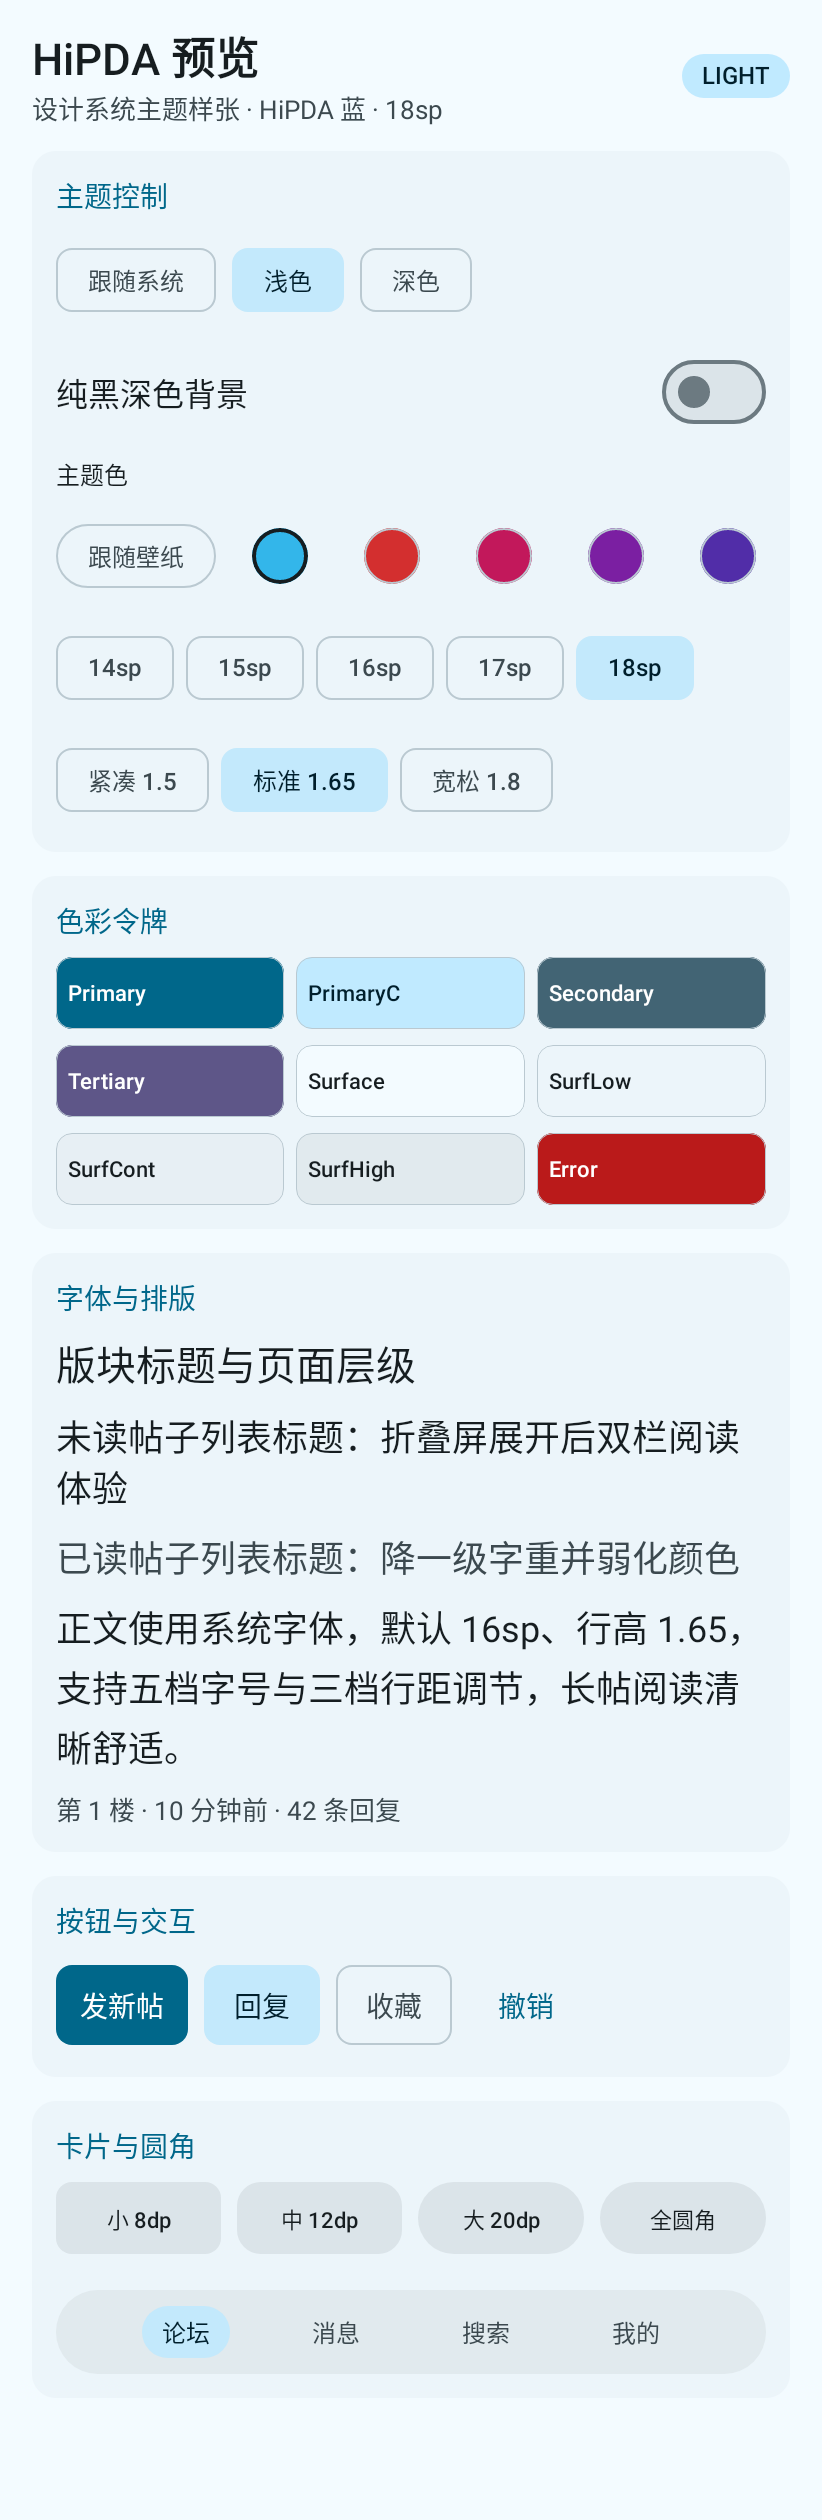 HiPDA 预览
LIGHT
设计系统主题样张 · HiPDA 蓝 · 18sp
主题控制
跟随系统 浅色 深色
纯黑深色背景
主题色
跟随壁纸
14sp 15sp 16sp 17sp 18sp
紧凑 1.5 标准 1.65 宽松 1.8
色彩令牌
Primary PrimaryC Secondary
Tertiary Surface SurfLow
SurfCont SurfHigh Error
字体与排版
版块标题与页面层级
未读帖子列表标题：折叠屏展开后双栏阅读
体验
已读帖子列表标题：降一级字重并弱化颜色
正文使用系统字体，默认 16sp、行高 1.65，
支持五档字号与三档行距调节，长帖阅读清
晰舒适。
第 1 楼 · 10 分钟前 · 42 条回复
按钮与交互
发新帖 回复 收藏 撤销
卡片与圆角
小 8dp 中 12dp 大 20dp 全圆角
论坛 消息 搜索 我的